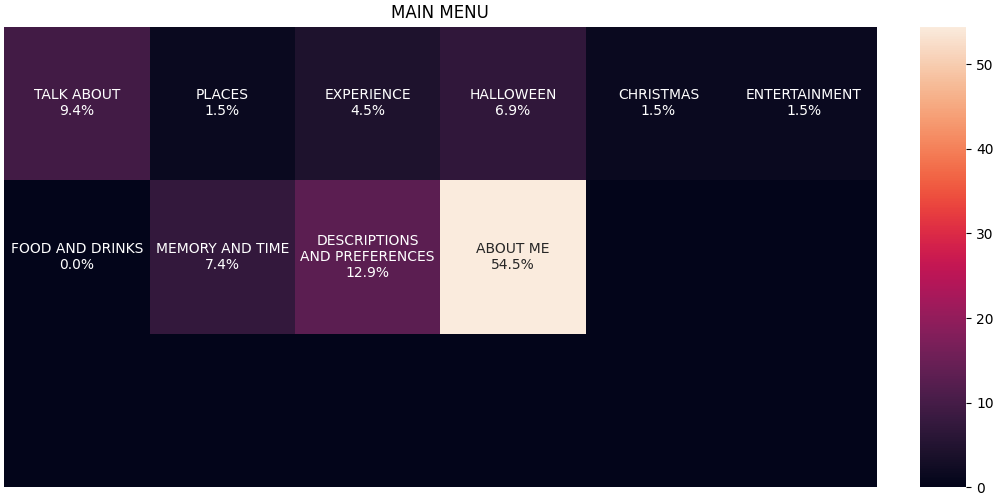 MAIN MENU
TALK ABOUT
9.4%
PLACES
1.5%
EXPERIENCE
4.5%
HALLOWEEN
6.9%
CHRISTMAS
1.5%
ENTERTAINMENT
1.5%
FOOD AND DRINKS
0.0%
MEMORY AND TIME
7.4%
DESCRIPTIONS
AND PREFERENCES
12.9%
ABOUT ME
54.5%
50
40
30
20
10
0